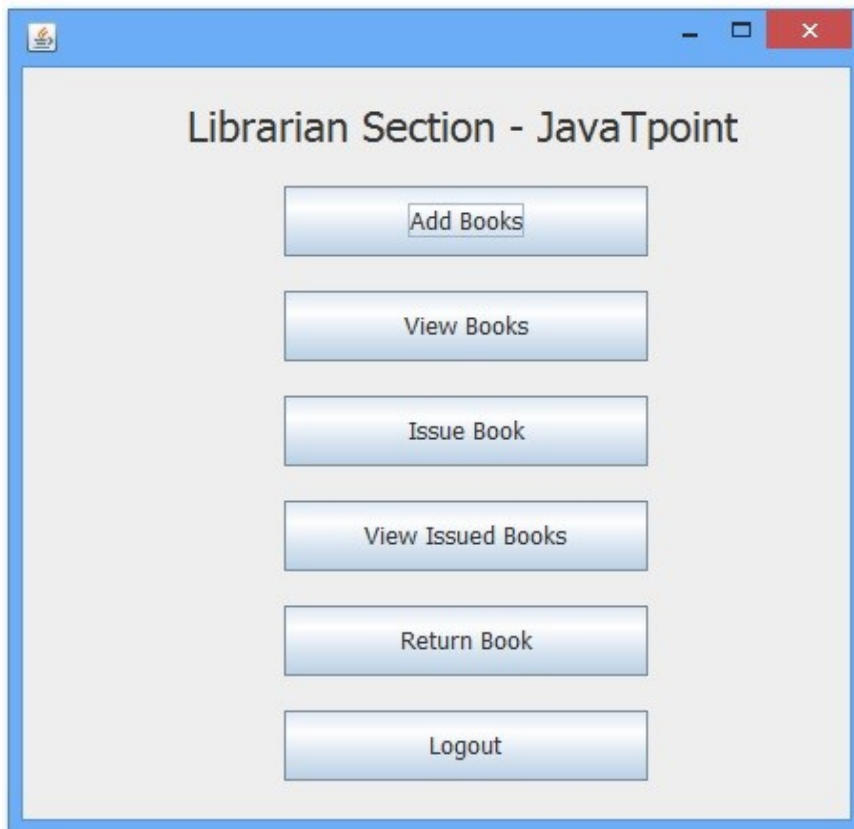 Librarian Section - JavaTpoint
Add Books
View Books
Issue Book
View Issued Books
Return Book
Logout